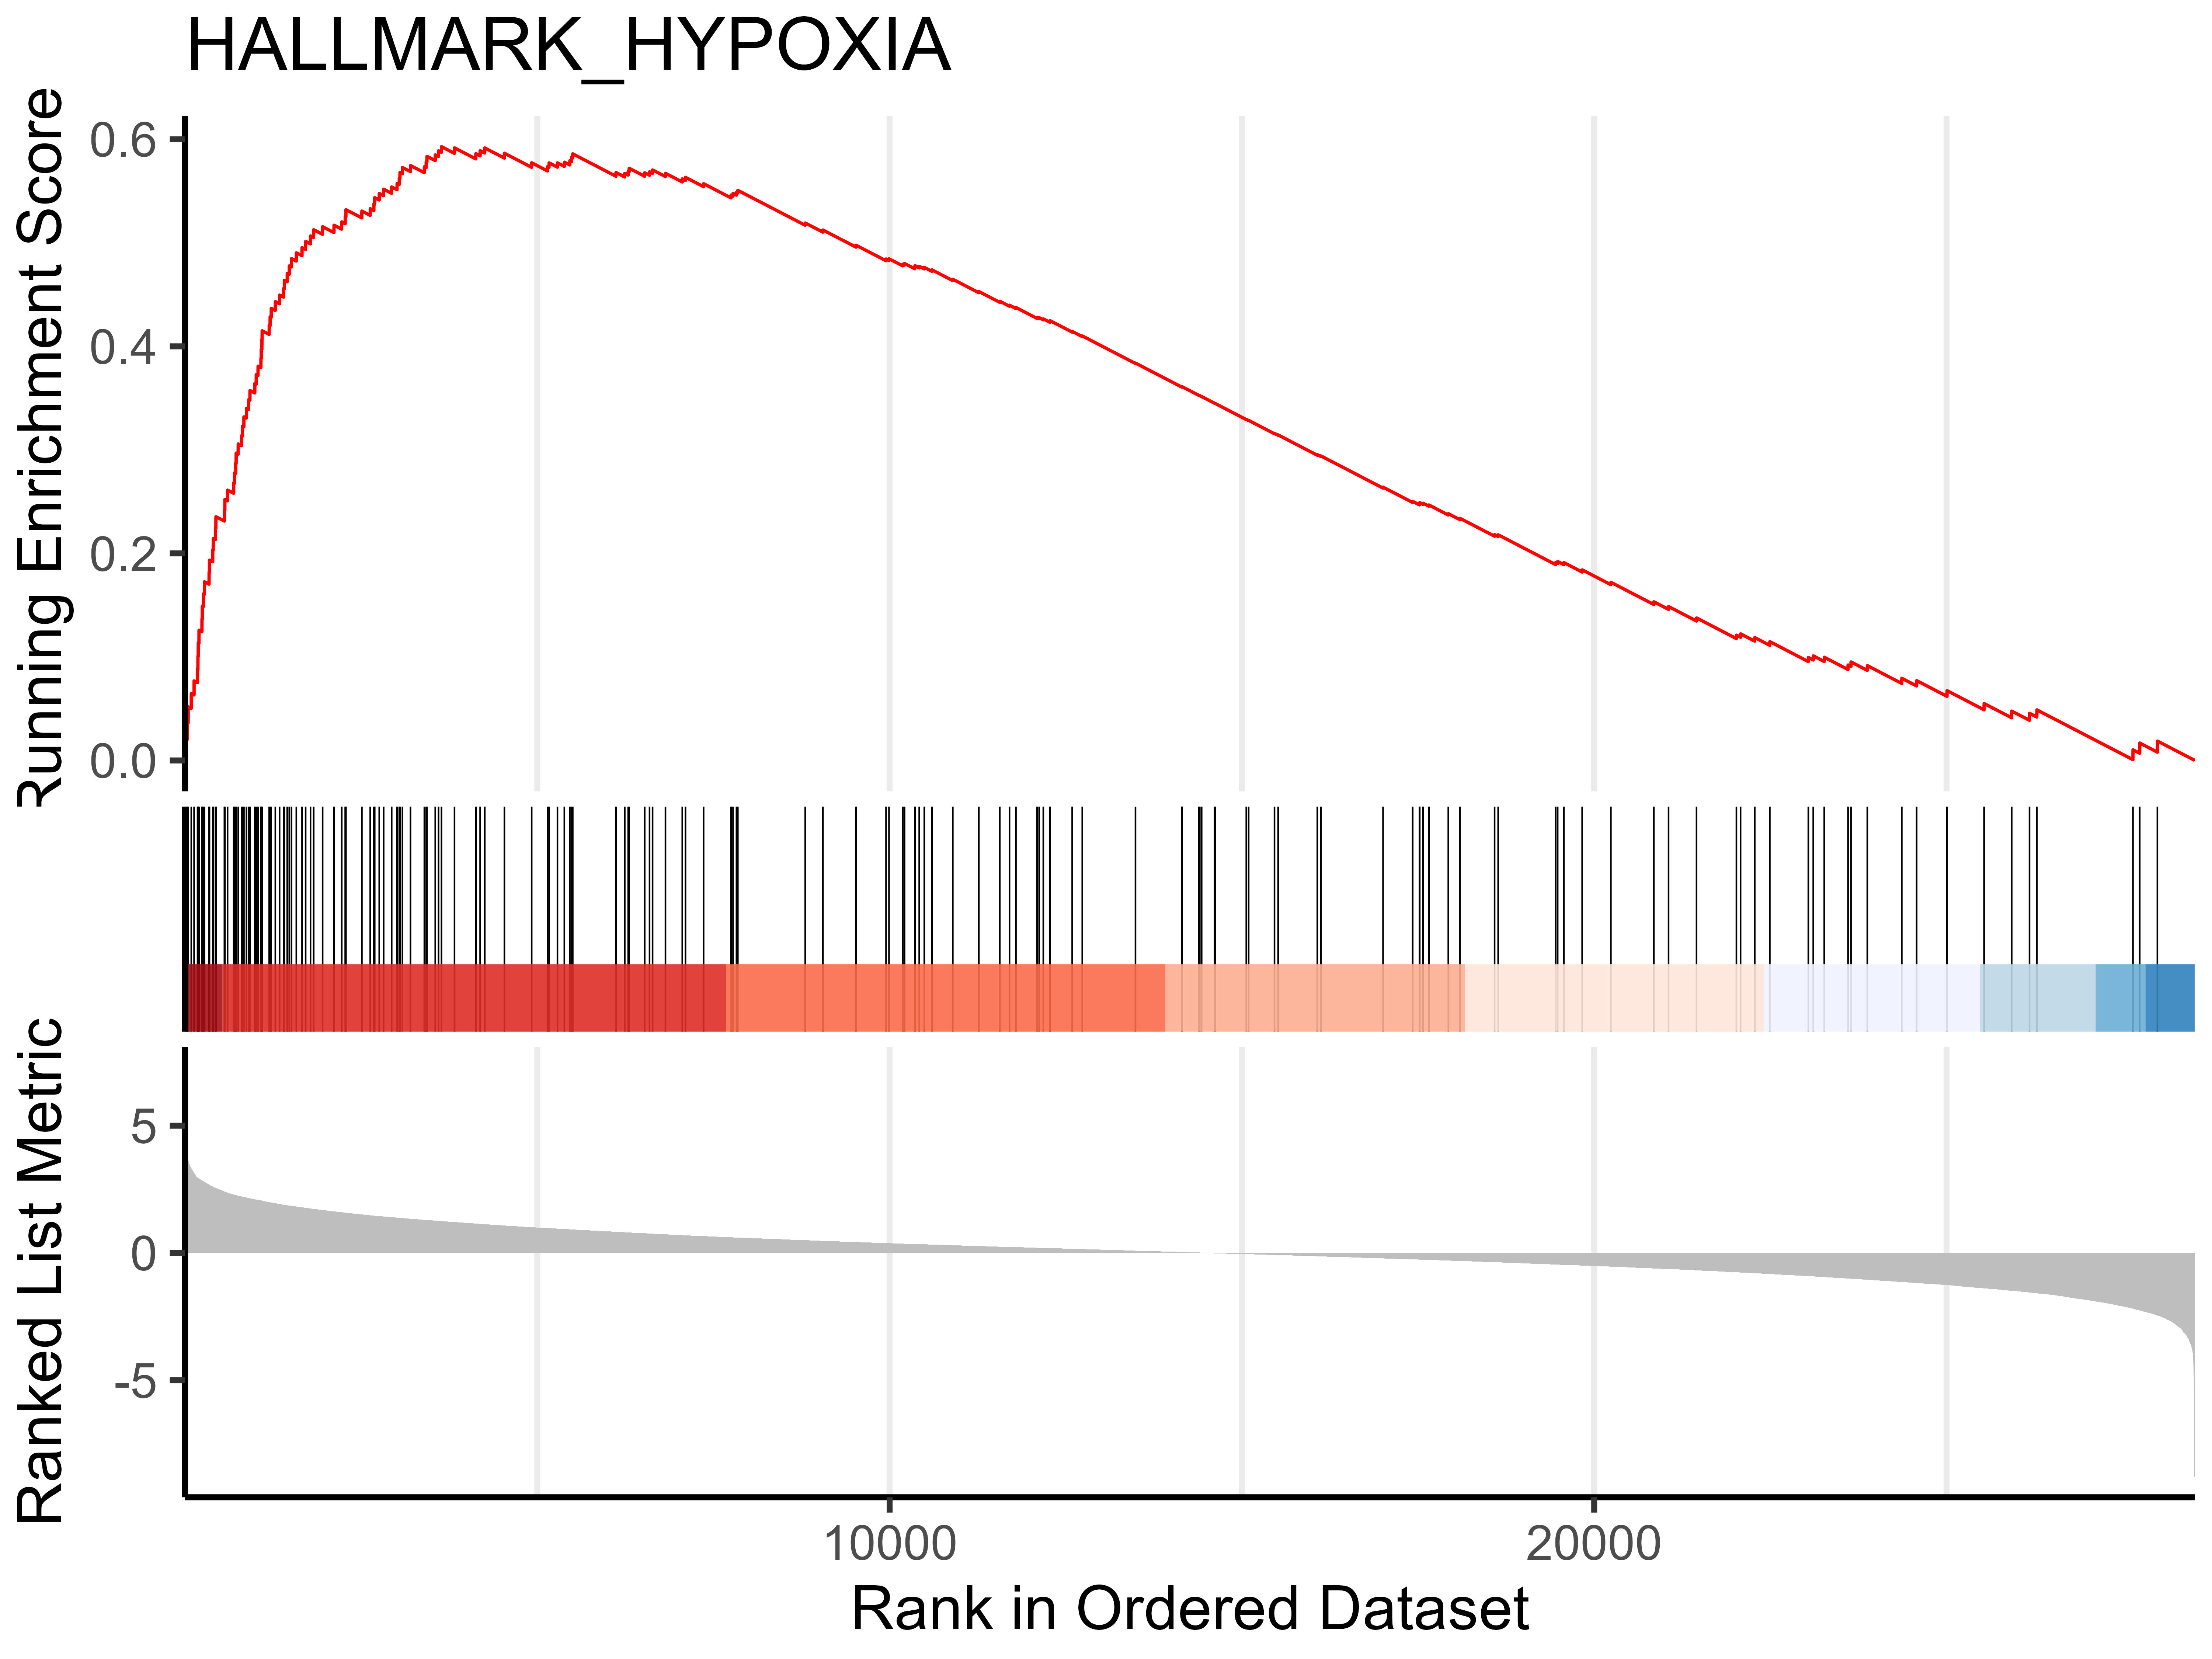 HALLMARK_HYPOXIA
Running Enrichment Score
0.6
0.4
0.2
0.0
Ranked List Metric
5
0
-5
10000
20000
Rank in Ordered Dataset